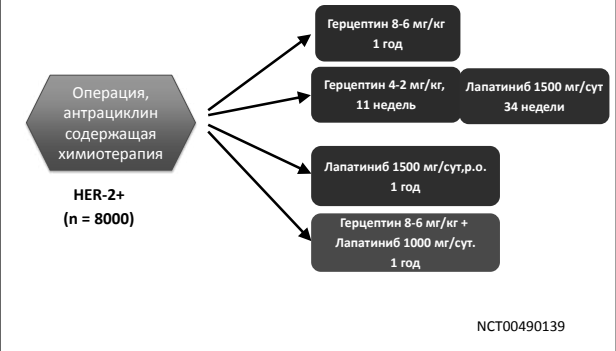 Операция,
антрациклин
содержащая
химиотерапия
HER-2+
(n = 8000)
Герцептин 8-6 мг/кг
1 год
Герцептин 4-2 мг/кг,
11 недель
Лапатиниб 1500 мг/сут
34 недели
Лапатиниб 1500 мг/сут,р.о.
1 год
Герцептин 8-6 мг/кг +
Лапатиниб 1000 мг/сут.
1 год
NCT00490139